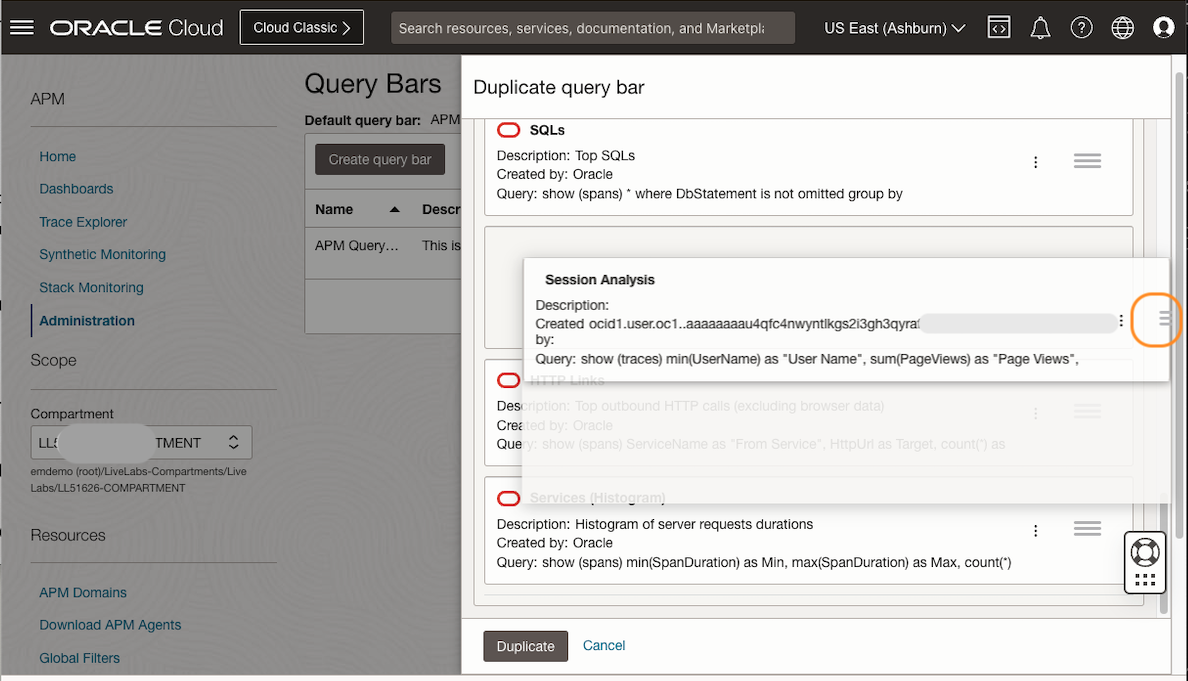 ORACLE Cloud
Cloud Classic
Search resources, services, documentation, and Marketpl
US East (Ashburn)
APM
Home
Dashboards
Trace Explorer
Synthetic Monitoring
Stack Monitoring
Administration
Scope
Compartment
LL5 TMENT
emdemo (root)/LiveLabs-Compartments/Live
Labs/LL51626-COMPARTMENT
Resources
APM Domains
Download APM Agents
Global Filters
Query Bars
Default query bar: APM
Create query bar
Name Descr
APM Query... This is
Duplicate query bar
SQLs
Description: Top SQLs
Created by: Oracle
Query: show (spans) * where DbStatement is not omitted group by
Session Analysis
Description:
Created ocid1.user.oc1..aaaaaaaau4qfc4nwyntlkgs2i3gh3qyra
by:
Query: show (traces) min(UserName) as "User Name", sum(PageViews) as "Page Views",
HTTP Links
Description: Top outbound HTTP calls (excluding browser data)
Created by: Oracle
Query: show (spans) ServiceName as "From Service", HttpUrl as Target, count(*) as
Services (Histogram)
Description: Histogram of server requests durations
Created by: Oracle
Query: show (spans) min(SpanDuration) as Min, max(SpanDuration) as Max, count(*)
Duplicate
Cancel